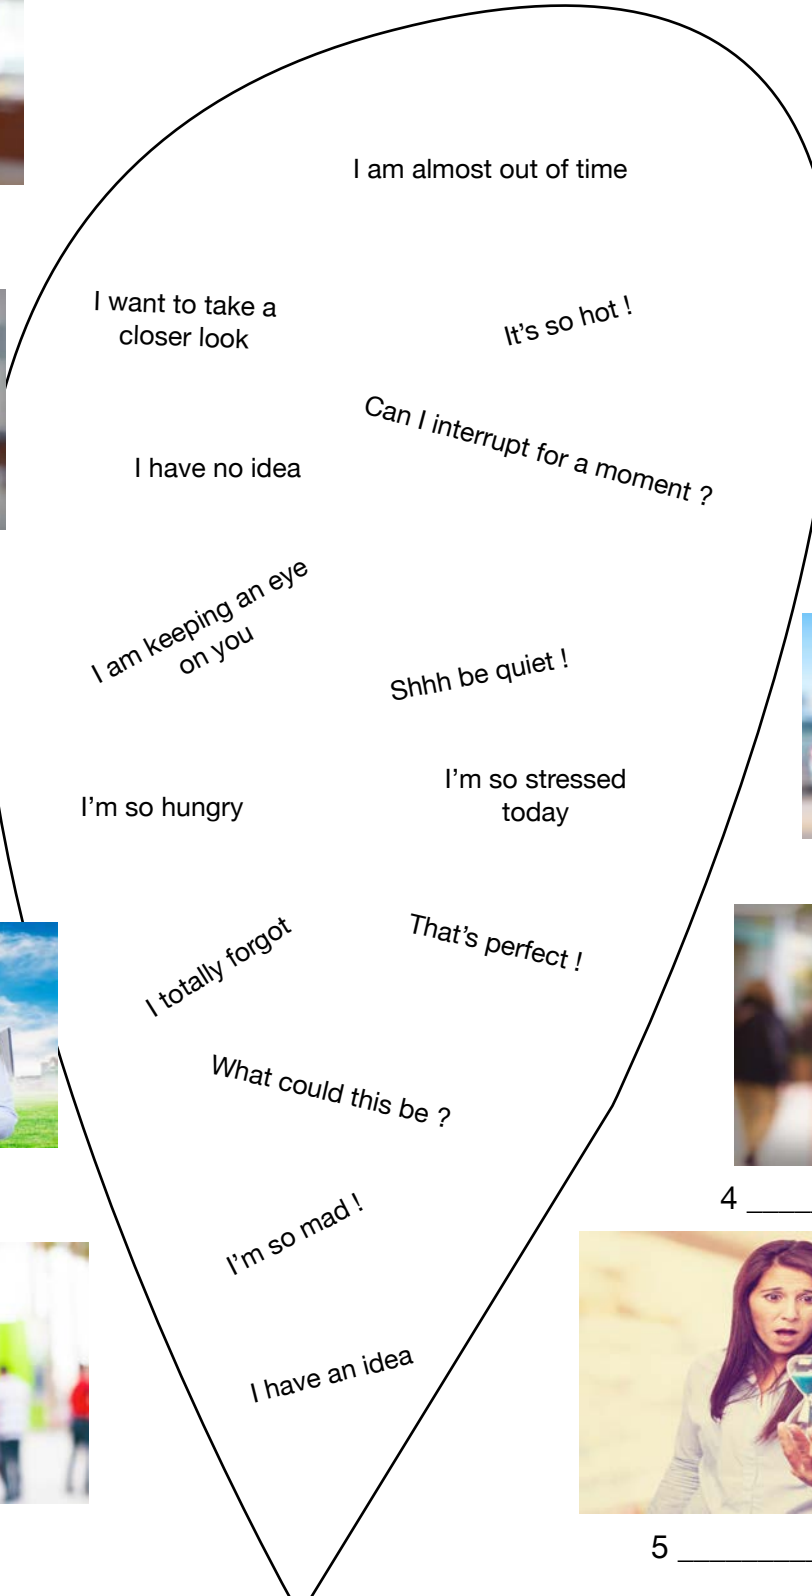 I am almost out of time
I want to take a
closer look
It's so hot !
Can I interrupt for a moment ?
I have no idea
I am keeping an eye
on you
Shhh be quiet !
I'm so stressed
today
I'm so hungry
I totally forgot
That's perfect !
What could this be ?
4 ____
I'm so mad !
I have an idea
5 _________